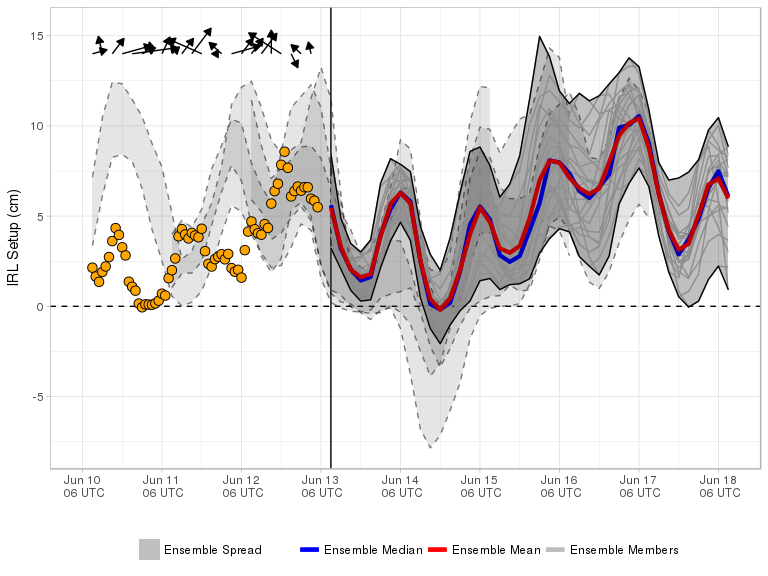 IRL Setup (cm)
15
10
5
0
-5
Jun 10 Jun 11 Jun 12 Jun 13 Jun 14 Jun 15 Jun 16 Jun 17 Jun 18
06 UTC 06 UTC 06 UTC 06 UTC 06 UTC 06 UTC 06 UTC 06 UTC 06 UTC
Ensemble Spread Ensemble Median Ensemble Mean Ensemble Members